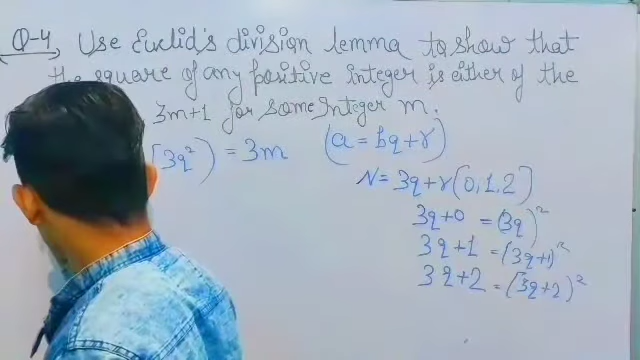 Q-4 Use Euclid's division lemma to show that
the square of any positive integer is either of the
3m+1 for some Integer m.
[3q²) = 3m (a = bq + r)
N = 3q+r (0,1,2]
3q+0 = (3q)²
3q+1 = (3q+1)²
3q+2 = (3q+2)²